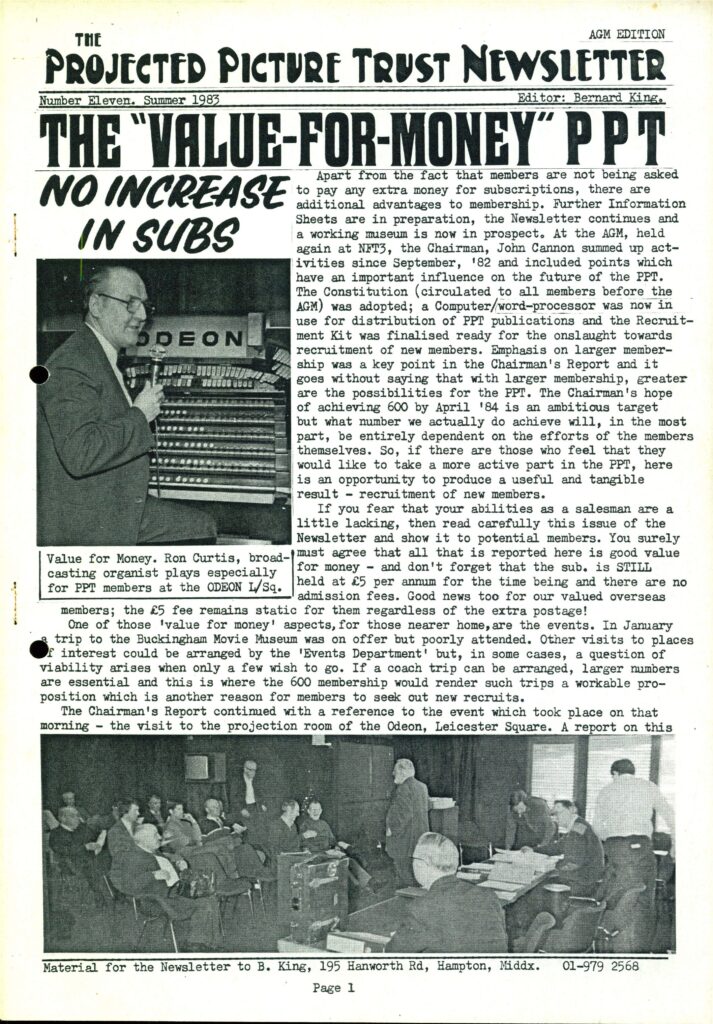 THE
AGM EDITION
PROJECTED PICTURE TRUST NEWSLETTER
Number Eleven. Summer 1983
Editor: Bernard King.
THE "VALUE-FOR-MONEY" PPT
NO INCREASE
IN SUBS
ODEON
Value for Money. Ron Curtis, broad-
casting organist plays especially
for PPT members at the ODEON L/Sq.
Apart from the fact that members are not being asked
to pay any extra money for subscriptions, there are
additional advantages to membership. Further Information
Sheets are in preparation, the Newsletter continues and
a working museum is now in prospect. At the AGM, held
again at NFT3, the Chairman, John Cannon summed up act-
ivities since September, '82 and included points which
have an important influence on the future of the PPT.
The Constitution (circulated to all members before the
AGM) was adopted; a Computer/word-processor was now in
use for distribution of PPT publications and the Recruit-
ment Kit was finalised ready for the onslaught towards
recruitment of new members. Emphasis on larger member-
ship was a key point in the Chairman's Report and it
goes without saying that with larger membership, greater
are the possibilities for the PPT. The Chairman's hope
of achieving 600 by April '84 is an ambitious target
but what number we actually do achieve will, in the most
part, be entirely dependent on the efforts of the members
themselves. So, if there are those who feel that they
would like to take a more active part in the PPT, here
is an opportunity to produce a useful and tangible
result - recruitment of new members.
If you fear that your abilities as a salesman are a
little lacking, then read carefully this issue of the
Newsletter and show it to potential members. You surely
must agree that all that is reported here is good value
for money - and don't forget that the sub. is STILL
held at £5 per annum for the time being and there are no
admission fees. Good news too for our valued overseas
members; the £5 fee remains static for them regardless of the extra postage!
One of those 'value for money' aspects, for those nearer home, are the events. In January
a trip to the Buckingham Movie Museum was on offer but poorly attended. Other visits to places
of interest could be arranged by the 'Events Department' but, in some cases, a question of
viability arises when only a few wish to go. If a coach trip can be arranged, larger numbers
are essential and this is where the 600 membership would render such trips a workable pro-
position which is another reason for members to seek out new recruits.
The Chairman's Report continued with a reference to the event which took place on that
morning - the visit to the projection room of the Odeon, Leicester Square. A report on this
Material for the Newsletter to B. King, 195 Hanworth Rd, Hampton, Middx. 01-979 2568
Page 1